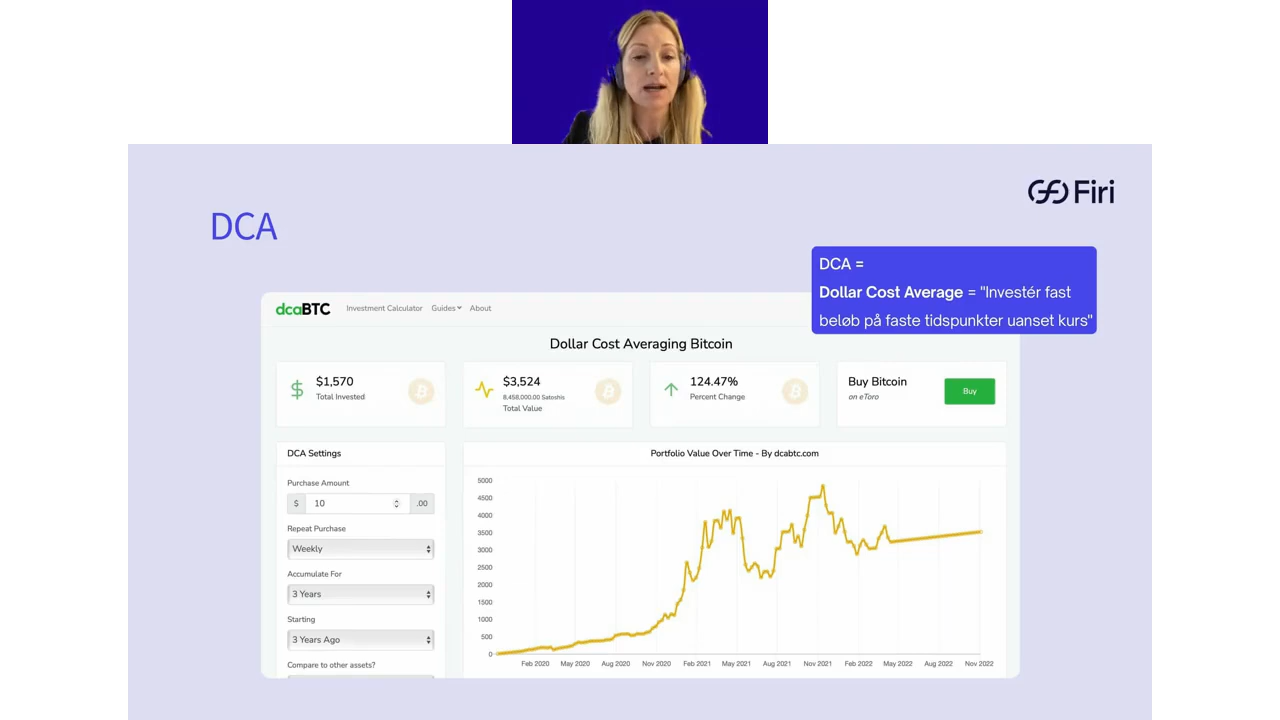 Firi
DCA
DCA =
Dollar Cost Average = "Investér fast
beløb på faste tidspunkter uanset kurs"
dcaBTC
Investment Calculator
Guides
About
Dollar Cost Averaging Bitcoin
$1,570
Total Invested
$3,524
8,458,000.00 Satoshis
Total Value
124.47%
Percent Change
Buy Bitcoin
on eToro
Buy
DCA Settings
Purchase Amount
$ 10 .00
Repeat Purchase
Weekly
Accumulate For
3 Years
Starting
3 Years Ago
Compare to other assets?
Portfolio Value Over Time - By dcabtc.com
5000
4500
4000
3500
3000
2500
2000
1500
1000
500
0
Feb 2020 May 2020 Aug 2020 Nov 2020 Feb 2021 May 2021 Aug 2021 Nov 2021 Feb 2022 May 2022 Aug 2022 Nov 2022